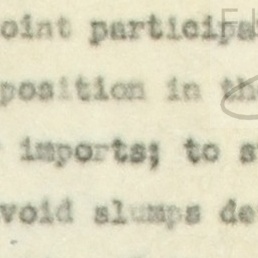 oint participa
position in th
imports; to s
void slumps de